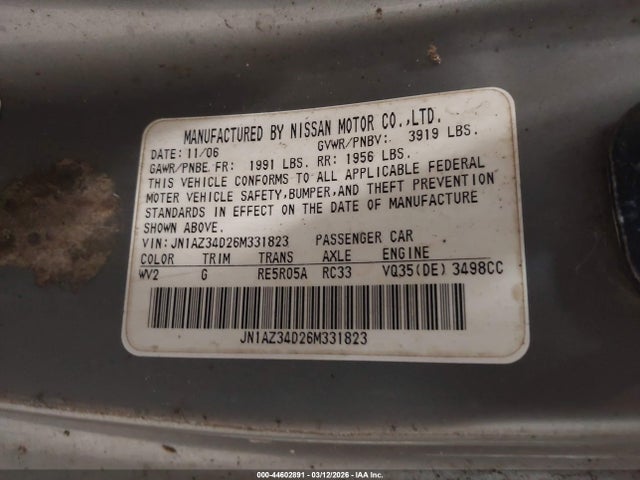 MANUFACTURED BY NISSAN MOTOR CO.,LTD.
DATE: 11/06 GVWR/PNBV: 3919 LBS.
GAWR/PNBE FR: 1991 LBS. RR: 1956 LBS.
THIS VEHICLE CONFORMS TO ALL APPLICABLE FEDERAL
MOTOR VEHICLE SAFETY,BUMPER,AND THEFT PREVENTION
STANDARDS IN EFFECT ON THE DATE OF MANUFACTURE
SHOWN ABOVE.
VIN: JN1AZ34D26M331823 PASSENGER CAR
COLOR TRIM TRANS AXLE ENGINE
WV2 G RE5R05A RC33 VQ35(DE) 3498CC
JN1AZ34D26M331823
000-44602891 - 03/12/2026 - IAA Inc.